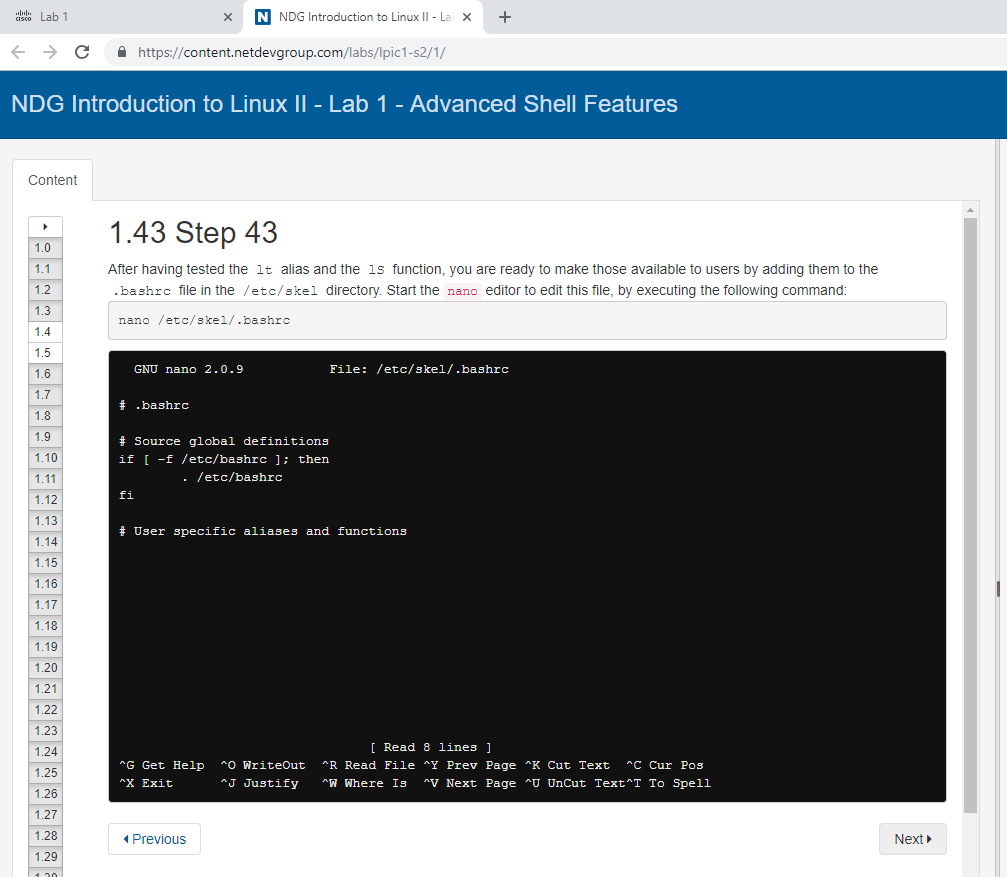 Lab 1
NDG Introduction to Linux II - La
https://content.netdevgroup.com/labs/lpic1-s2/1/
NDG Introduction to Linux II - Lab 1 - Advanced Shell Features
Content
1.0
1.1
1.2
1.3
1.4
1.5
1.6
1.7
1.8
1.9
1.10
1.11
1.12
1.13
1.14
1.15
1.16
1.17
1.18
1.19
1.20
1.21
1.22
1.23
1.24
1.25
1.26
1.27
1.28
1.29
1.43 Step 43
After having tested the lt alias and the ls function, you are ready to make those available to users by adding them to the
.bashrc file in the /etc/skel directory. Start the nano editor to edit this file, by executing the following command:
nano /etc/skel/.bashrc
GNU nano 2.0.9 File: /etc/skel/.bashrc
# .bashrc
# Source global definitions
if [ -f /etc/bashrc ]; then
. /etc/bashrc
fi
# User specific aliases and functions
[ Read 8 lines ]
^G Get Help ^O WriteOut ^R Read File ^Y Prev Page ^K Cut Text ^C Cur Pos
^X Exit ^J Justify ^W Where Is ^V Next Page ^U UnCut Text^T To Spell
Previous
Next